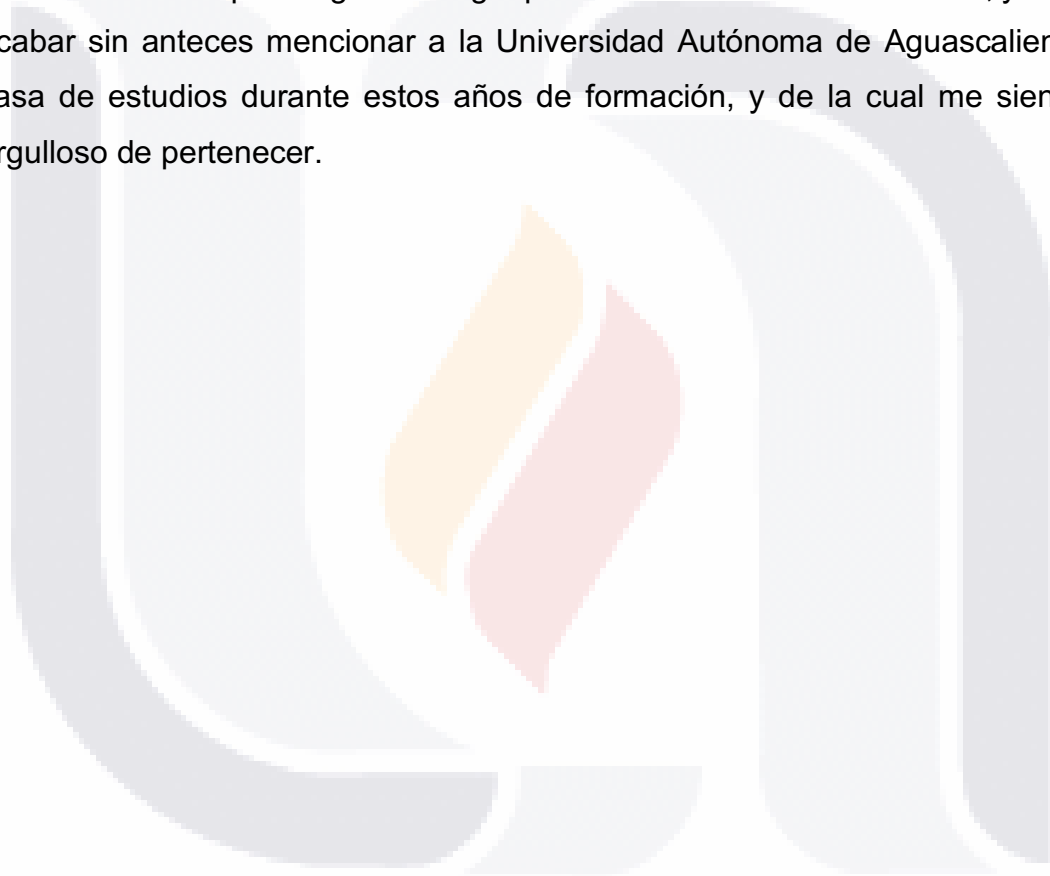 cabar sin anteces mencionar a la Universidad Autónoma de Aguascalien
asa de estudios durante estos años de formación, y de la cual me sien
rgulloso de pertenecer.